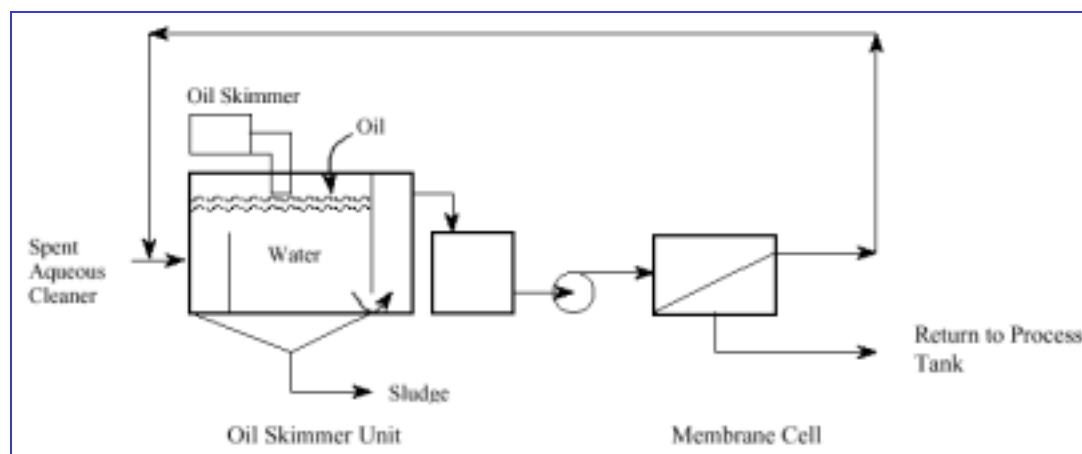 Oil Skimmer
Oil
Spent
Aqueous
Cleaner
Water
Return to Process
Tank
Sludge
Oil Skimmer Unit
Membrane Cell